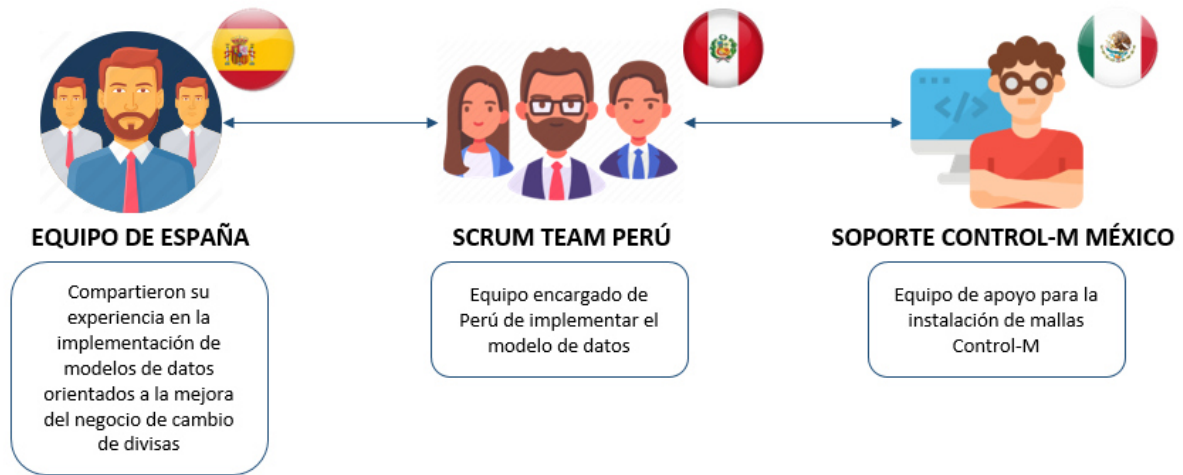 EQUIPO DE ESPAÑA
Compartieron su
experiencia en la
implementación de
modelos de datos
orientados a la mejora
del negocio de cambio
de divisas
SCRUM TEAM PERÚ
Equipo encargado de
Perú de implementar el
modelo de datos
SOPORTE CONTROL-M MÉXICO
Equipo de apoyo para la
instalación de mallas
Control-M